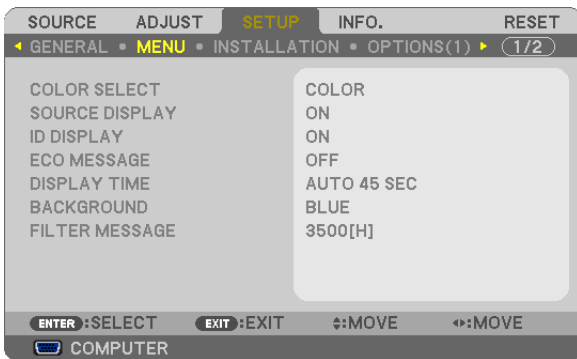 SOURCE ADJUST SETUP INFO. RESET
GENERAL • MENU • INSTALLATION • OPTIONS(1) 1/2
COLOR SELECT COLOR
SOURCE DISPLAY ON
ID DISPLAY ON
ECO MESSAGE OFF
DISPLAY TIME AUTO 45 SEC
BACKGROUND BLUE
FILTER MESSAGE 3500[H]
ENTER :SELECT EXIT :EXIT :MOVE :MOVE
COMPUTER